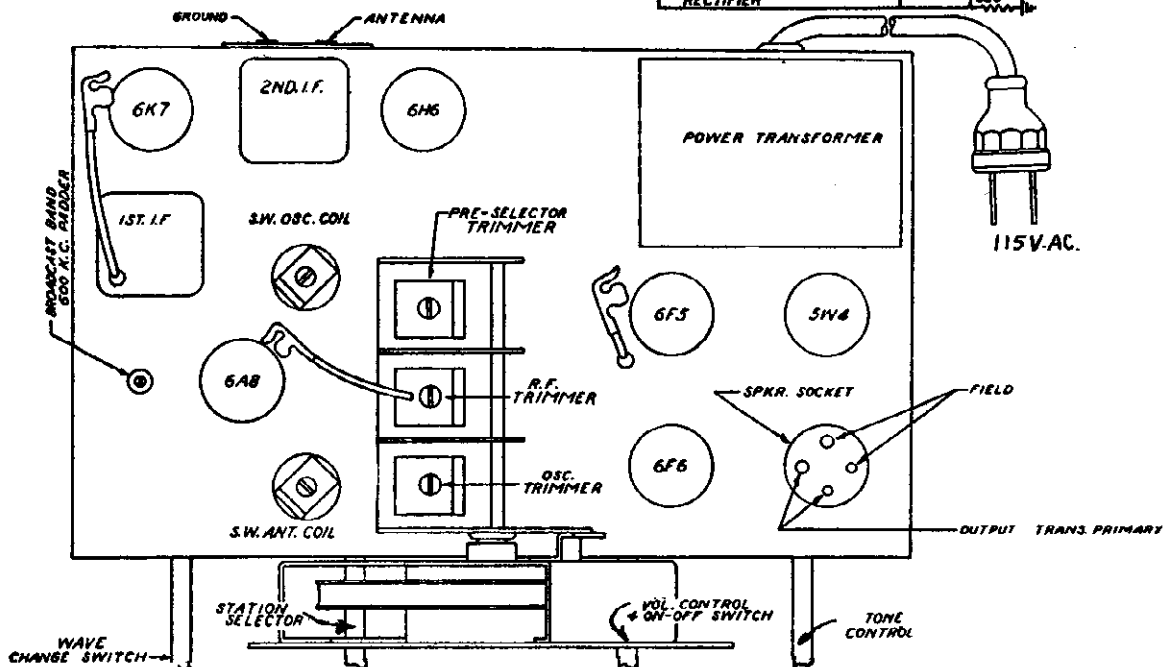 RECTIFIER
GROUND
ANTENNA
6K7
2ND. I.F.
6H6
POWER TRANSFORMER
115V.AC.
BROADCAST BAND
600 K.C. PADDER
1ST. I.F
S.W. OSC. COIL
PRE-SELECTOR
TRIMMER
6F5
5W4
6A8
R.F.
TRIMMER
SPKR. SOCKET
FIELD
6F6
OSC.
TRIMMER
S.W. ANT. COIL
OUTPUT TRANS. PRIMARY
STATION
SELECTOR
VOL. CONTROL
& ON-OFF SWITCH
TONE
CONTROL
WAVE
CHANGE SWITCH